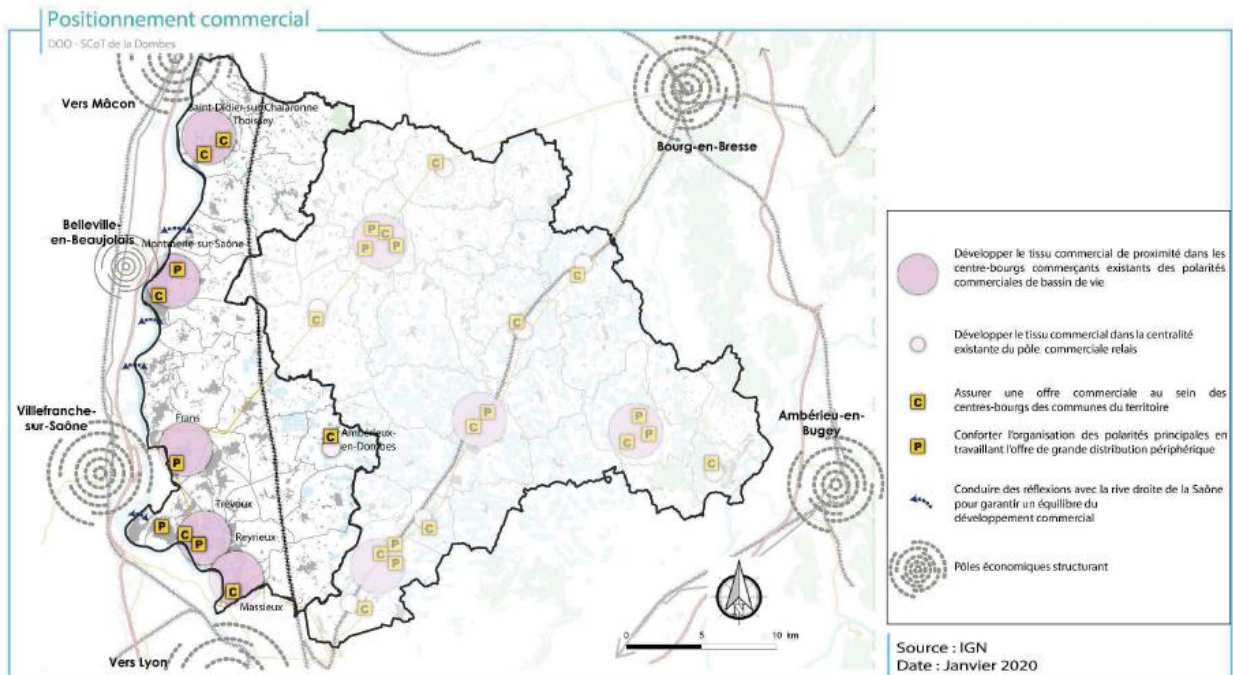 Positionnement commercial
DOO - SCoT de la Dombes
Vers Mâcon
Saint-Didier-sur-Chalaronne
Thoissey
Bourg-en-Bresse
Belleville-
en-Beaujolais
Montmerle-sur-Saône
C
C
C
P
C
P
P
P
C
C
C
C
Villefranche-
sur-Saône
Frans
P
Ambérieux-
en-Dombes
C
P
C
P
C
P
C
Ambérieu-en-
Bugey
Trévoux
P
C
P
Reyrieux
C
P
C
P
Massieux
C
C
Vers Lyon
0 5 10 km
Développer le tissu commercial de proximité dans les
centre-bourgs commerçants existants des polarités
commerciales de bassin de vie
Développer le tissu commercial dans la centralité
existante du pôle commerciale relais
C
Assurer une offre commerciale au sein des
centres-bourgs des communes du territoire
P
Conforter l'organisation des polarités principales en
travaillant l'offre de grande distribution périphérique
Conduire des réflexions avec la rive droite de la Saône
pour garantir un équilibre du
développement commercial
Pôles économiques structurant
Source : IGN
Date : Janvier 2020